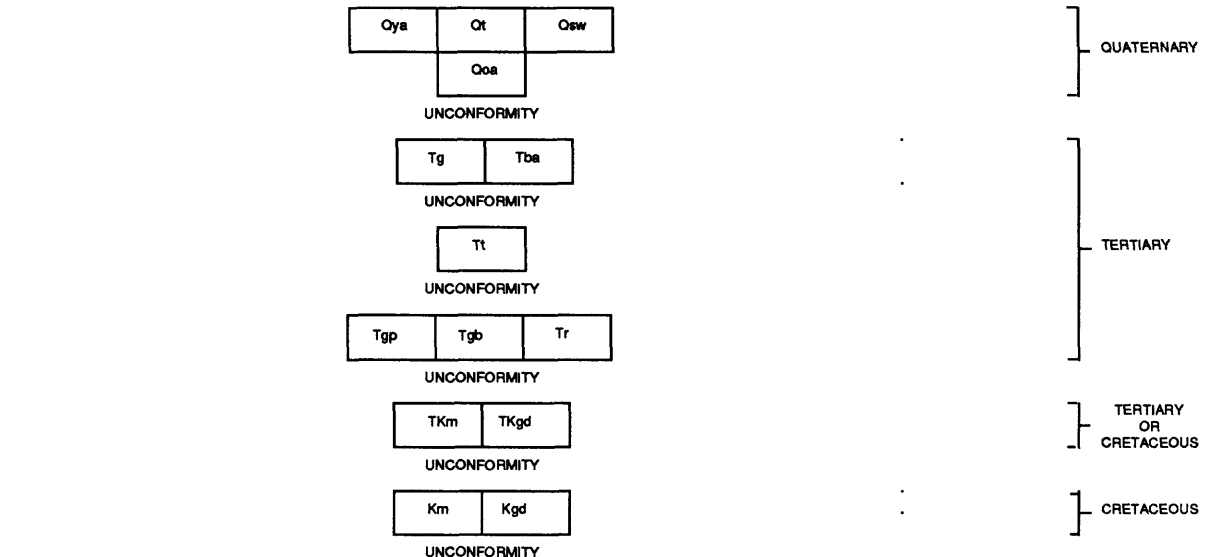 Qya Qt Qsw
QUATERNARY
Qoa
UNCONFORMITY
Tg Tba
UNCONFORMITY
Tt
TERTIARY
UNCONFORMITY
Tgp Tgb Tr
UNCONFORMITY
TKm TKgd
TERTIARY
OR
CRETACEOUS
UNCONFORMITY
Km Kgd
CRETACEOUS
UNCONFORMITY